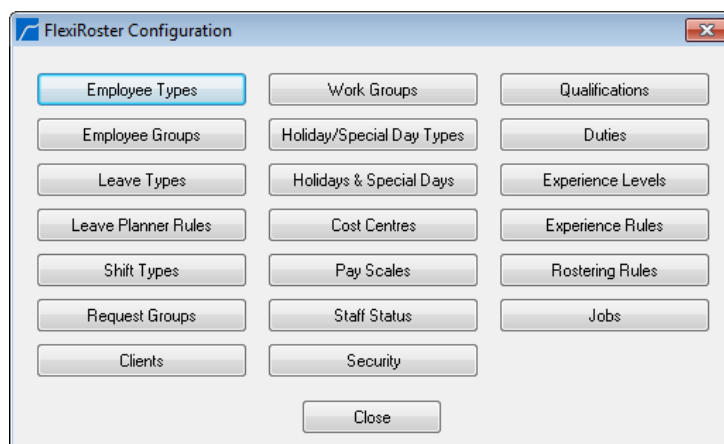 FlexiRoster Configuration
Employee Types
Work Groups
Qualifications
Employee Groups
Holiday/Special Day Types
Duties
Leave Types
Holidays & Special Days
Experience Levels
Leave Planner Rules
Cost Centres
Experience Rules
Shift Types
Pay Scales
Rostering Rules
Request Groups
Staff Status
Jobs
Clients
Security
Close